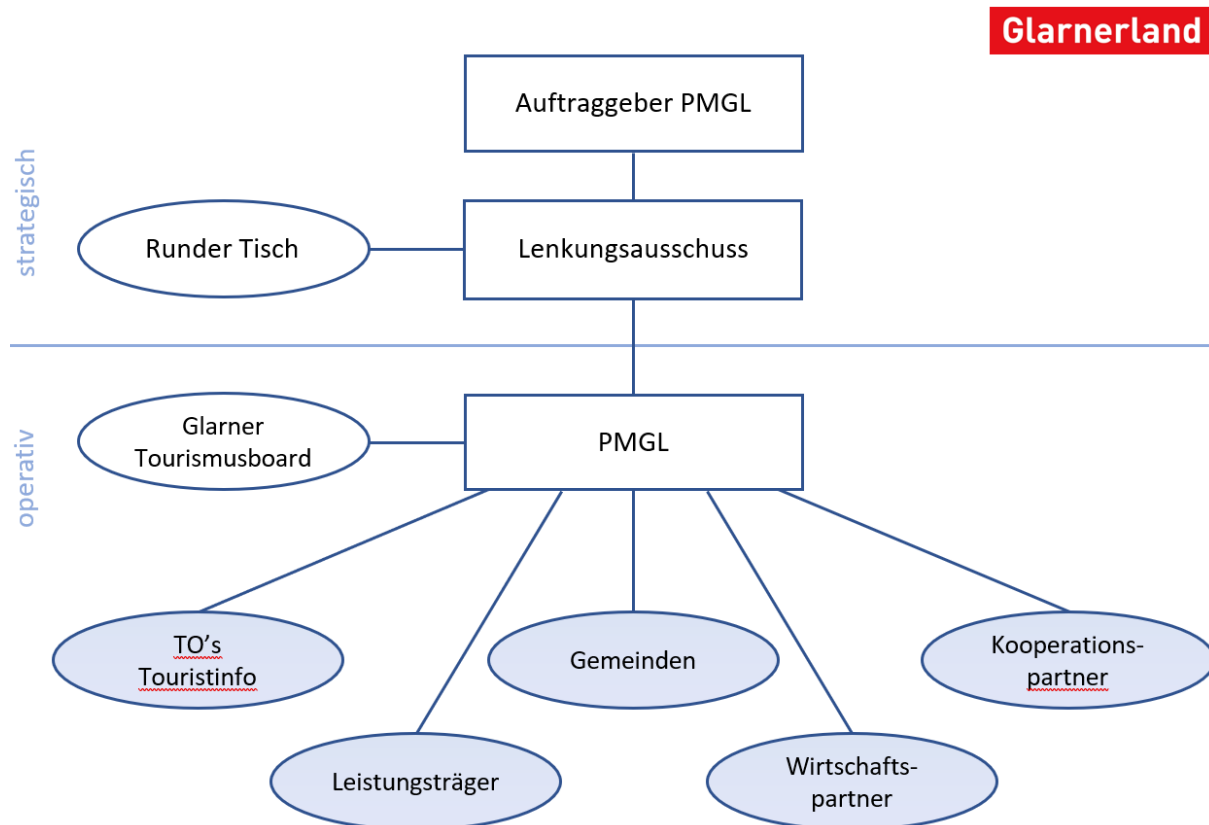 Glarnerland
Auftraggeber PMGL
strategisch
Runder Tisch
Lenkungsausschuss
operativ
Glarner
Tourismusboard
PMGL
TO’s
Touristinfo
Gemeinden
Kooperations-
partner
Leistungsträger
Wirtschafts-
partner